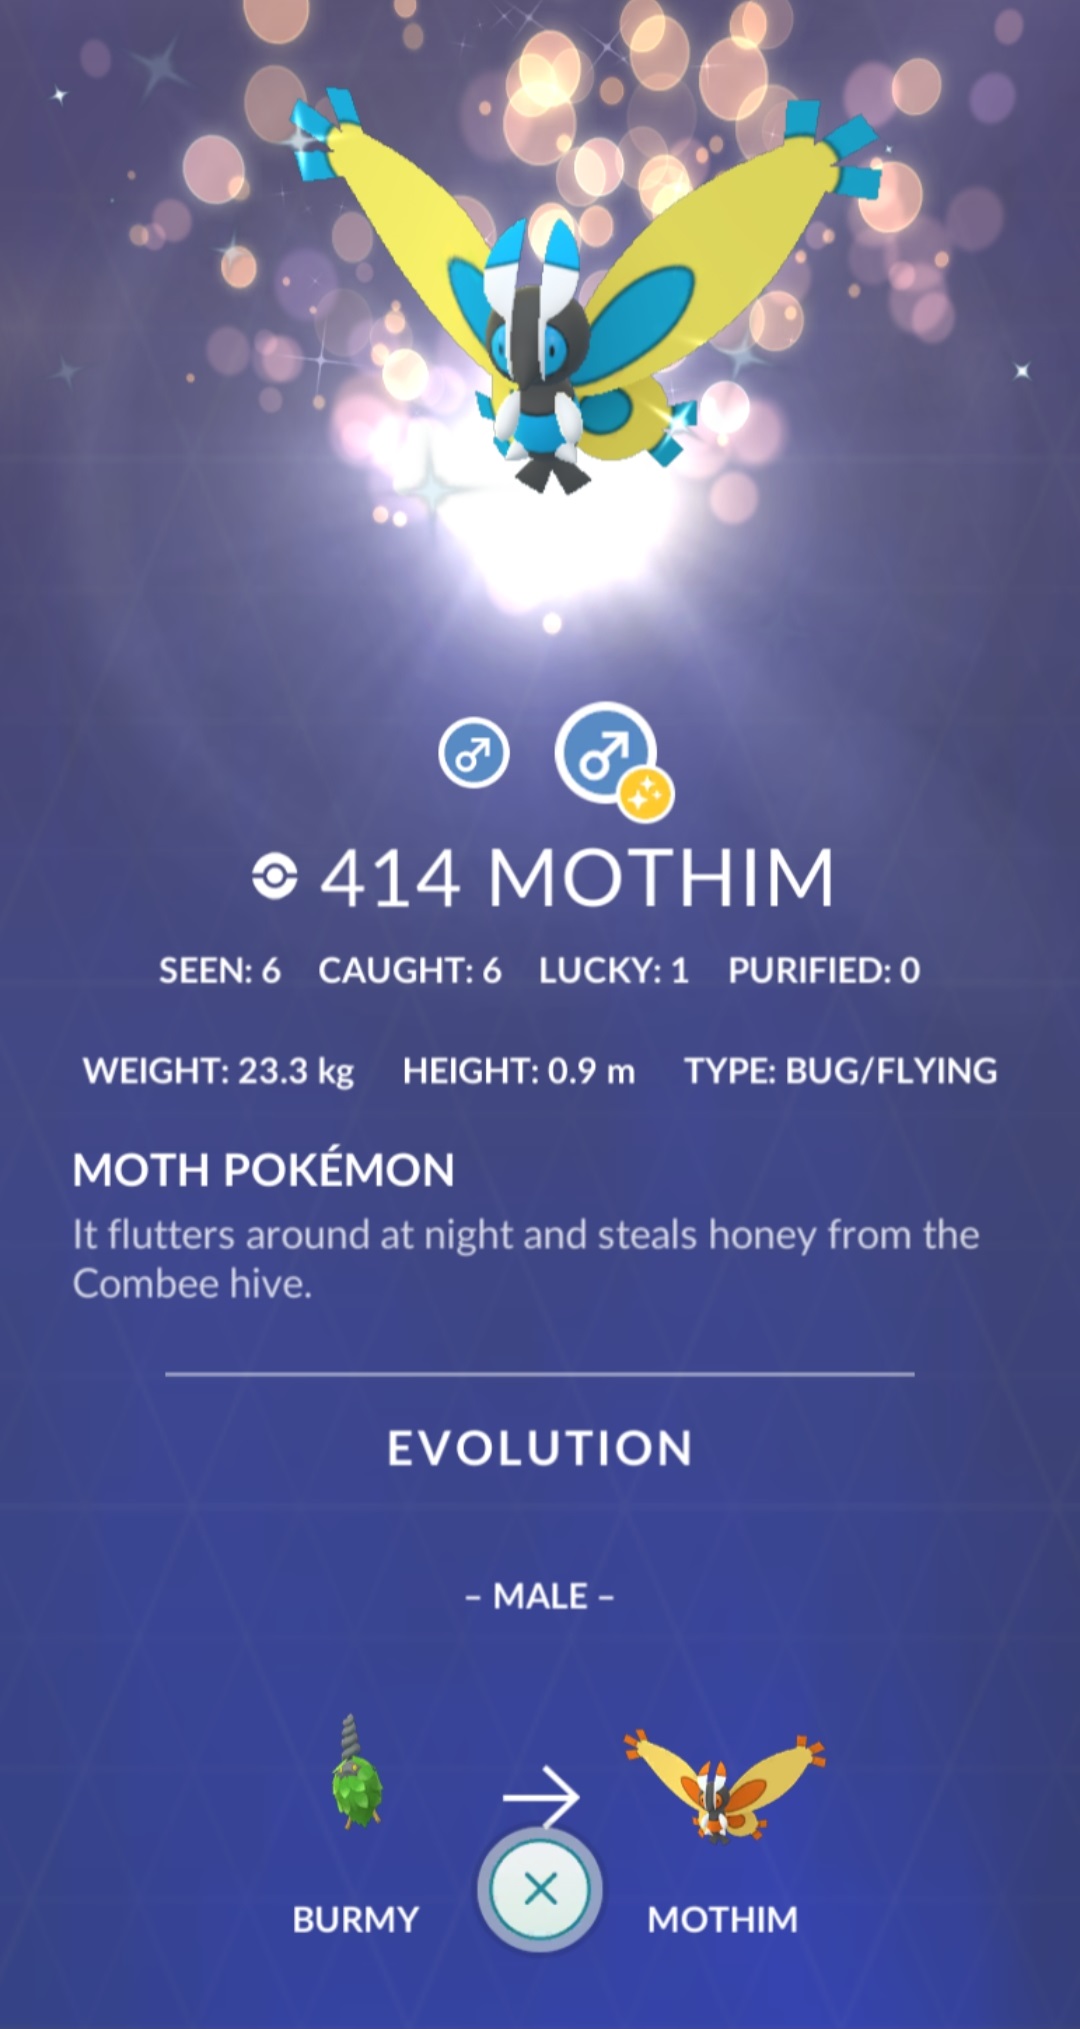 414 MOTHIM
SEEN: 6 CAUGHT: 6 LUCKY: 1 PURIFIED: 0
WEIGHT: 23.3 kg HEIGHT: 0.9 m TYPE: BUG/FLYING
MOTH POKÉMON
It flutters around at night and steals honey from the
Combee hive.
EVOLUTION
– MALE –
BURMY MOTHIM